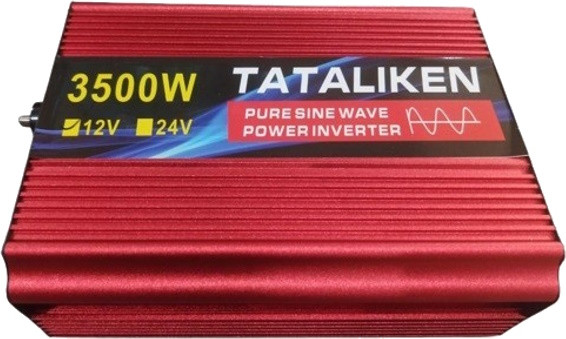 3500W
12V 24V
TATALIKEN
PURE SINE WAVE
POWER INVERTER